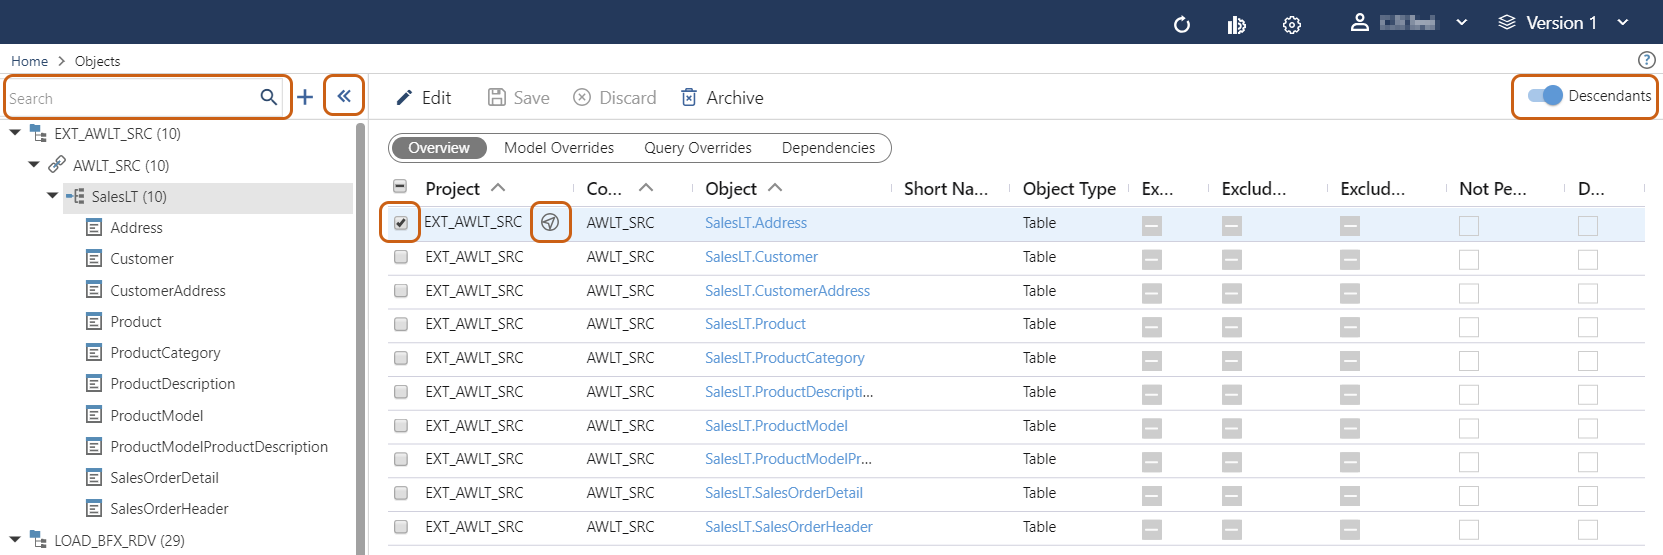 Version 1
Home > Objects
Search
Edit Save Discard Archive Descendants
EXT_AWLT_SRC (10)
AWLT_SRC (10)
SalesLT (10)
Address
Customer
CustomerAddress
Product
ProductCategory
ProductDescription
ProductModel
ProductModelProductDescription
SalesOrderDetail
SalesOrderHeader
LOAD_BFX_RDV (29)
Overview Model Overrides Query Overrides Dependencies
Project Co... Object Short Na... Object Type Ex... Exclud... Exclud... Not Pe... D...
EXT_AWLT_SRC AWLT_SRC SalesLT.Address Table
EXT_AWLT_SRC AWLT_SRC SalesLT.Customer Table
EXT_AWLT_SRC AWLT_SRC SalesLT.CustomerAddress Table
EXT_AWLT_SRC AWLT_SRC SalesLT.Product Table
EXT_AWLT_SRC AWLT_SRC SalesLT.ProductCategory Table
EXT_AWLT_SRC AWLT_SRC SalesLT.ProductDescripti... Table
EXT_AWLT_SRC AWLT_SRC SalesLT.ProductModel Table
EXT_AWLT_SRC AWLT_SRC SalesLT.ProductModelPr... Table
EXT_AWLT_SRC AWLT_SRC SalesLT.SalesOrderDetail Table
EXT_AWLT_SRC AWLT_SRC SalesLT.SalesOrderHeader Table